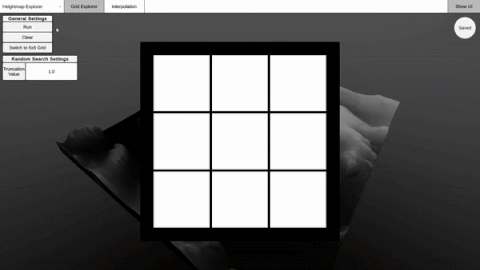 Heightmap Explorer
Grid Explorer
Interpolation
Show UI
General Settings
Run
Clear
Switch to 5x5 Grid
Random Search Settings
Truncation Value
1.0
Saved